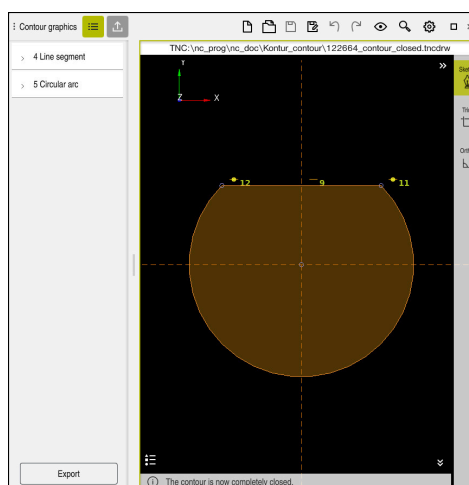 Contour graphics
TNC:\nc_prog\nc_doc\Kontur_contour\122664_contour_closed.tncdrw
4 Line segment
5 Circular arc
Y
Z X
12 9 11
Export
The contour is now completely closed.